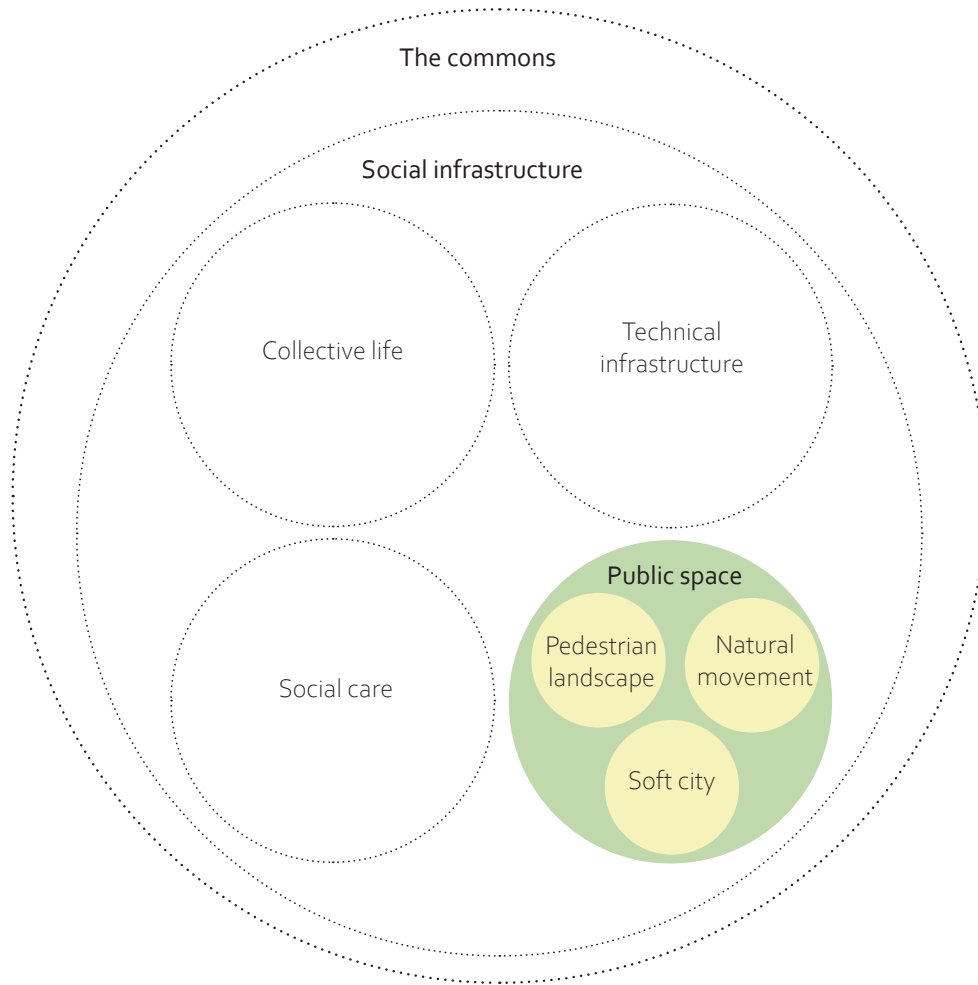 The commons
Social infrastructure
Collective life
Technical
infrastructure
Social care
Public space
Pedestrian
landscape
Natural
movement
Soft city